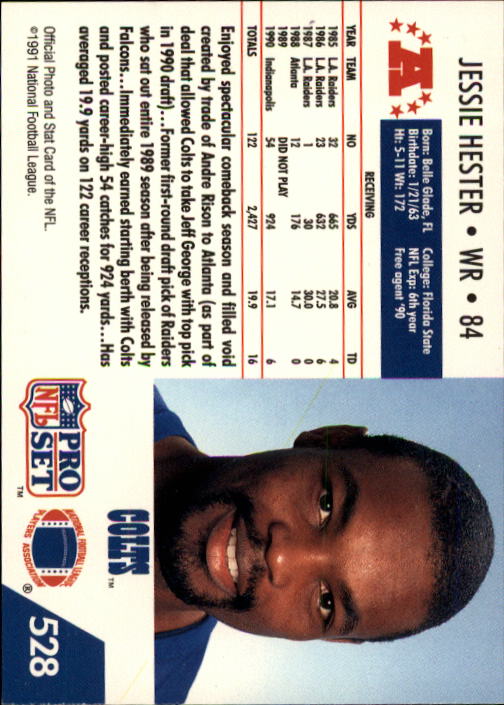 JESSIE HESTER • WR • 84
A
Born: Belle Glade, FL College: Florida State
Birthdate: 1/21/63 NFL Exp: 6th year
Ht: 5-11 Wt: 172 Free agent '90
RECEIVING
YEAR TEAM NO YDS AVG TD
1985 L.A. Raiders 32 665 20.8 4
1986 L.A. Raiders 23 632 27.5 6
1987 L.A. Raiders 1 30 30.0 0
1988 Atlanta 12 176 14.7 0
1989 DID NOT PLAY
1990 Indianapolis 54 924 17.1 6
TOTALS 122 2,427 19.9 16
Enjoyed spectacular comeback season and filled void
created by trade of Andre Rison to Atlanta (as part of
deal that allowed Colts to take Jeff George with top pick
in 1990 draft)...Former first-round draft pick of Raiders
who sat out entire 1989 season after being released by
Falcons...Immediately earned starting berth with Colts
and posted career-high 54 catches for 924 yards...Has
averaged 19.9 yards on 122 career receptions.
Official Photo and Stat Card of the NFL.
©1991 National Football League.
COLTS™
PRO
NFL
SET™
NATIONAL FOOTBALL LEAGUE
PLAYERS ASSOCIATION®
528